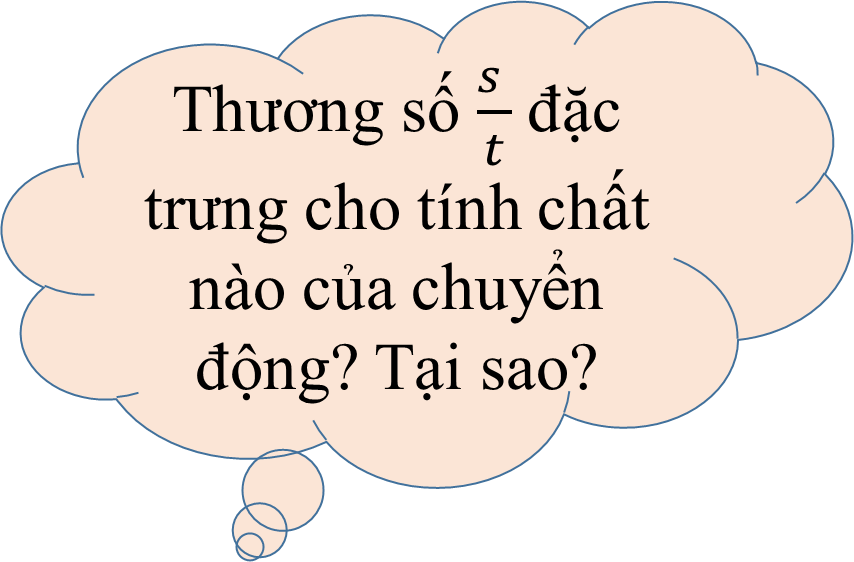 Thương số s/t đặc
trưng cho tính chất
nào của chuyển
động? Tại sao?